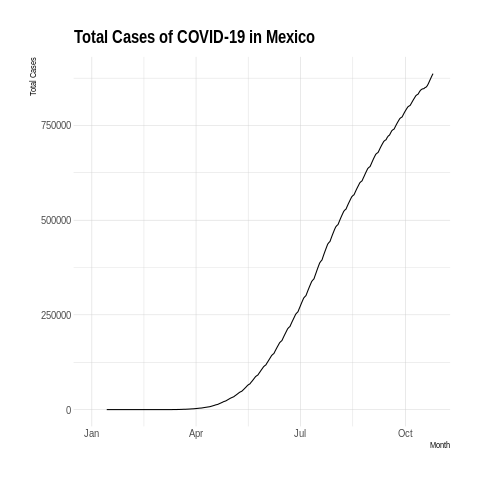 Total Cases of COVID-19 in Mexico
Total Cases
750000
500000
250000
0
Jan Apr Jul Oct
Month